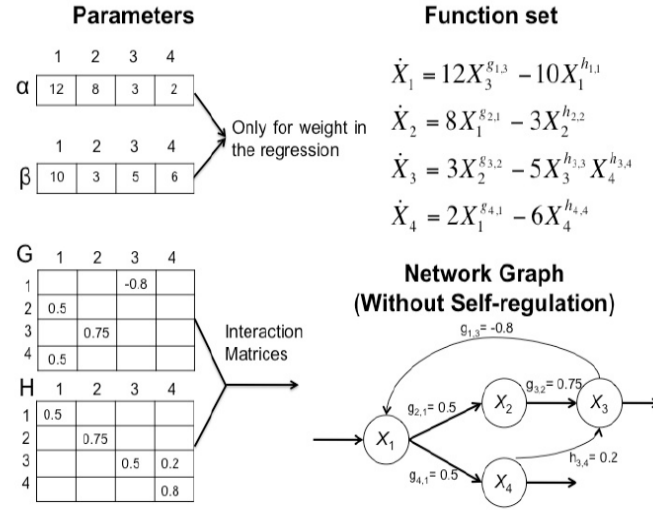 Parameters
1 2 3 4
α 12 8 3 2
1 2 3 4
β 10 3 5 6
Only for weight in
the regression
G 1 2 3 4
1 -0.8
2 0.5
3 0.75
4 0.5
H 1 2 3 4
1 0.5
2 0.75
3 0.5 0.2
4 0.8
Interaction
Matrices
Function set
Ẋ₁ = 12X₃^{g₁,₃} − 10X₁^{h₁,₁}
Ẋ₂ = 8X₁^{g₂,₁} − 3X₂^{h₂,₂}
Ẋ₃ = 3X₂^{g₃,₂} − 5X₃^{h₃,₃} X₄^{h₃,₄}
Ẋ₄ = 2X₁^{g₄,₁} − 6X₄^{h₄,₄}
Network Graph
(Without Self-regulation)
g₁,₃= -0.8
g₃₂= 0.75
g₂,₁= 0.5
X₁
X₂
X₃
h₃,₄= 0.2
g₄,₁= 0.5
X₄